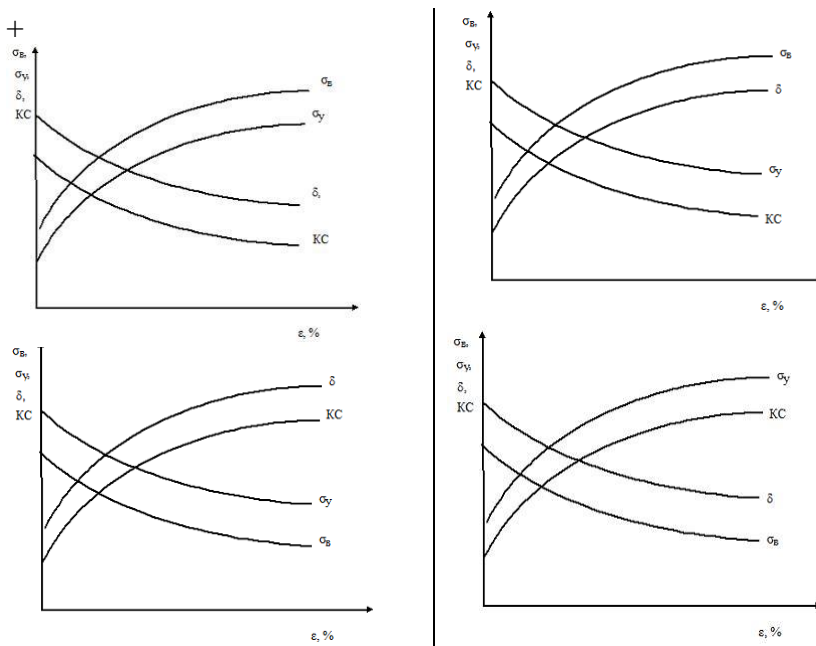 +
σв,
σу,
δ,
КС
σв
σу
δ,
КС
ε, %
σв,
σу,
δ,
КС
σв
δ
σу
КС
ε, %
σв,
σу,
δ,
КС
δ
КС
σу
σв
ε, %
σв,
σу,
δ,
КС
σу
КС
δ
σв
ε, %